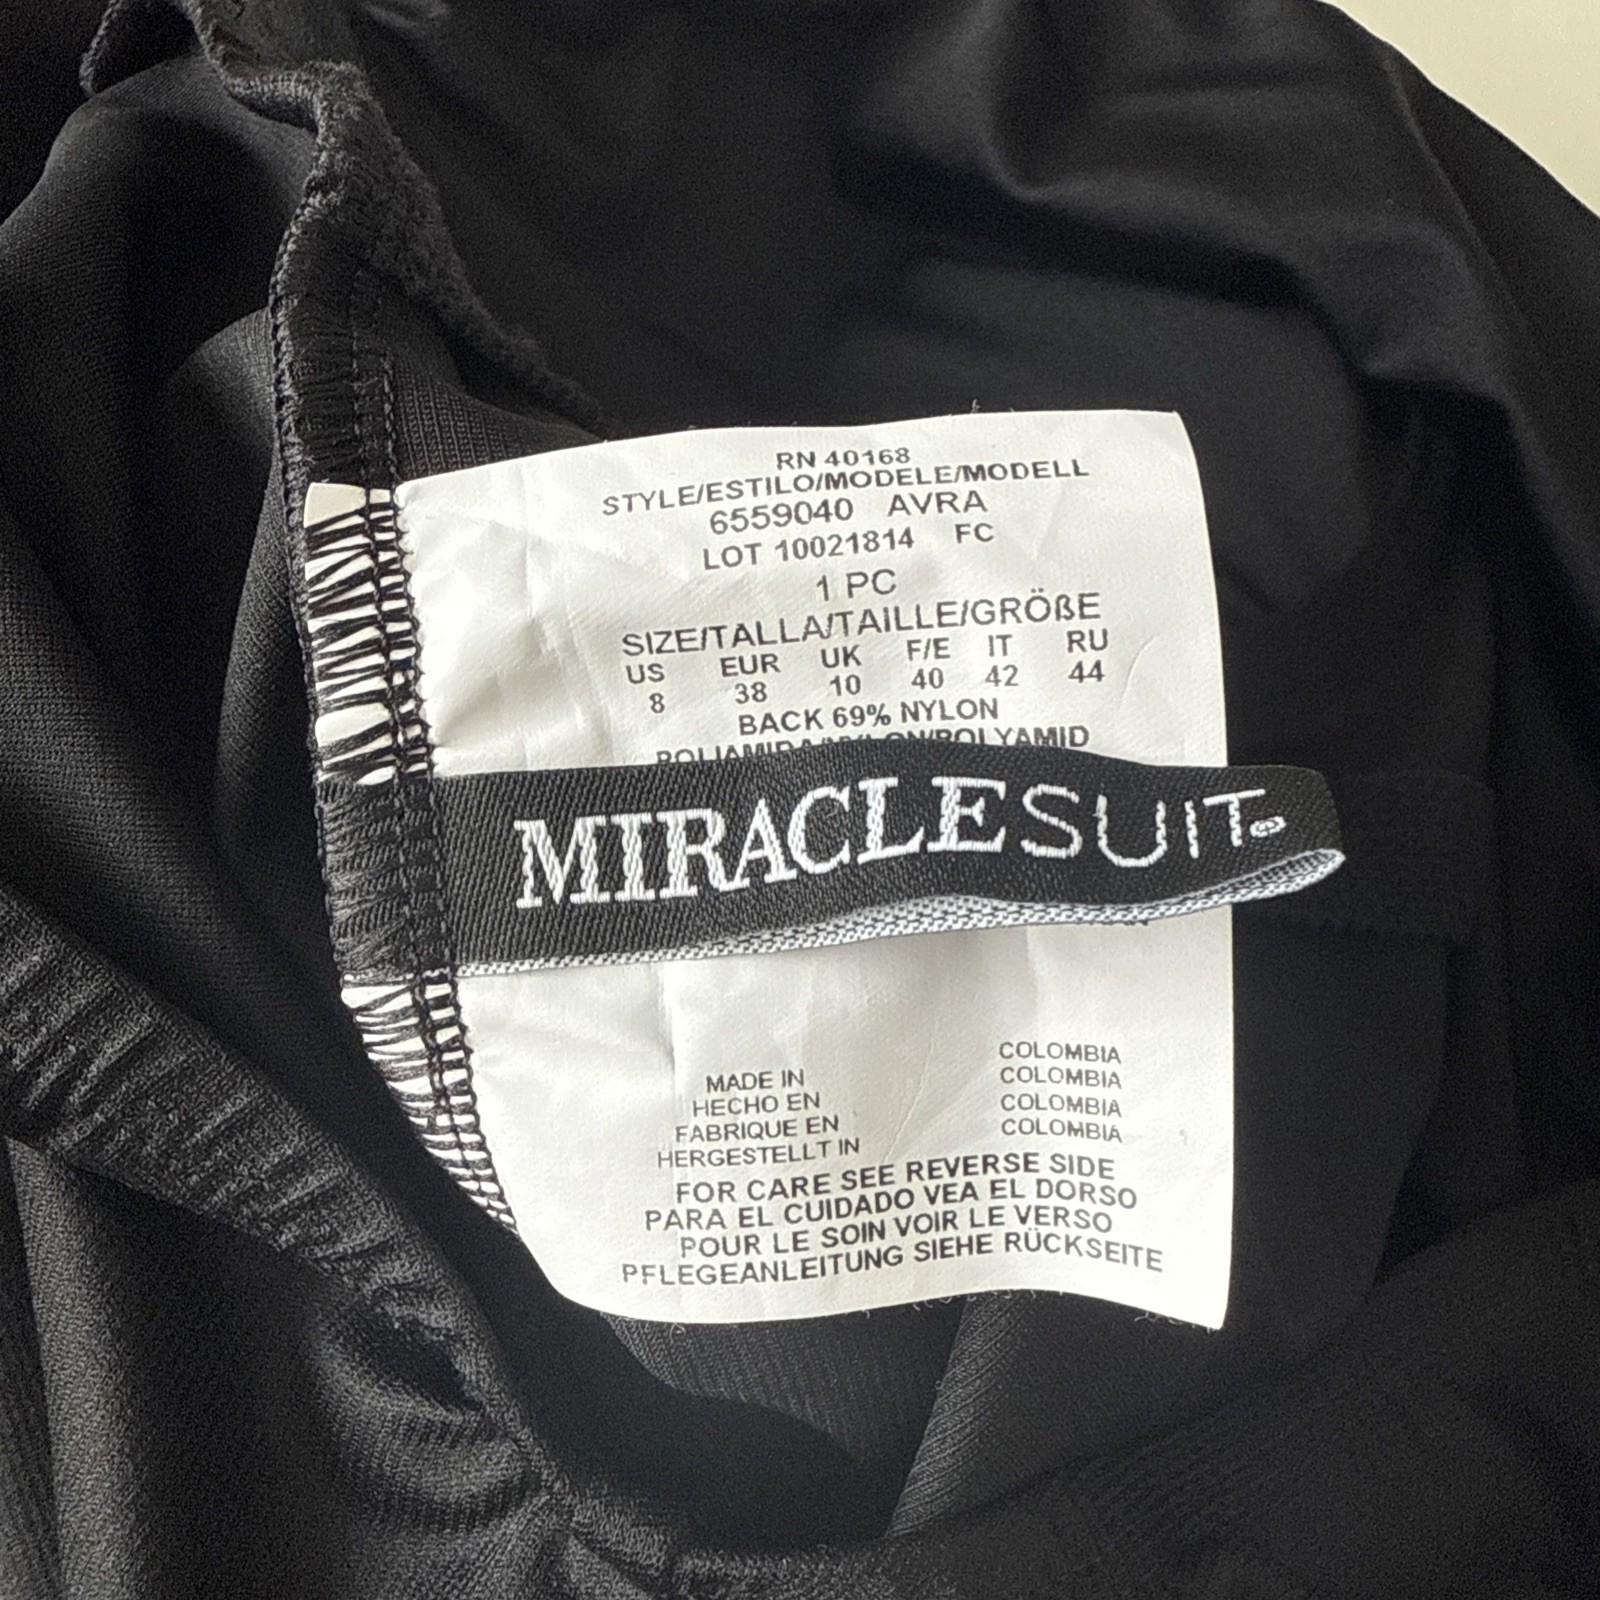 RN 40168
STYLE/ESTILO/MODELE/MODELL
6559040 AVRA
LOT 10021814 FC
1 PC
SIZE/TALLA/TAILLE/GRÖßE
US EUR UK F/E IT RU
8 38 10 40 42 44
BACK 69% NYLON
MIRACLESUIT®
MADE IN COLOMBIA
HECHO EN COLOMBIA
FABRIQUE EN COLOMBIA
HERGESTELLT IN COLOMBIA
FOR CARE SEE REVERSE SIDE
PARA EL CUIDADO VEA EL DORSO
POUR LE SOIN VOIR LE VERSO
PFLEGEANLEITUNG SIEHE RÜCKSEITE